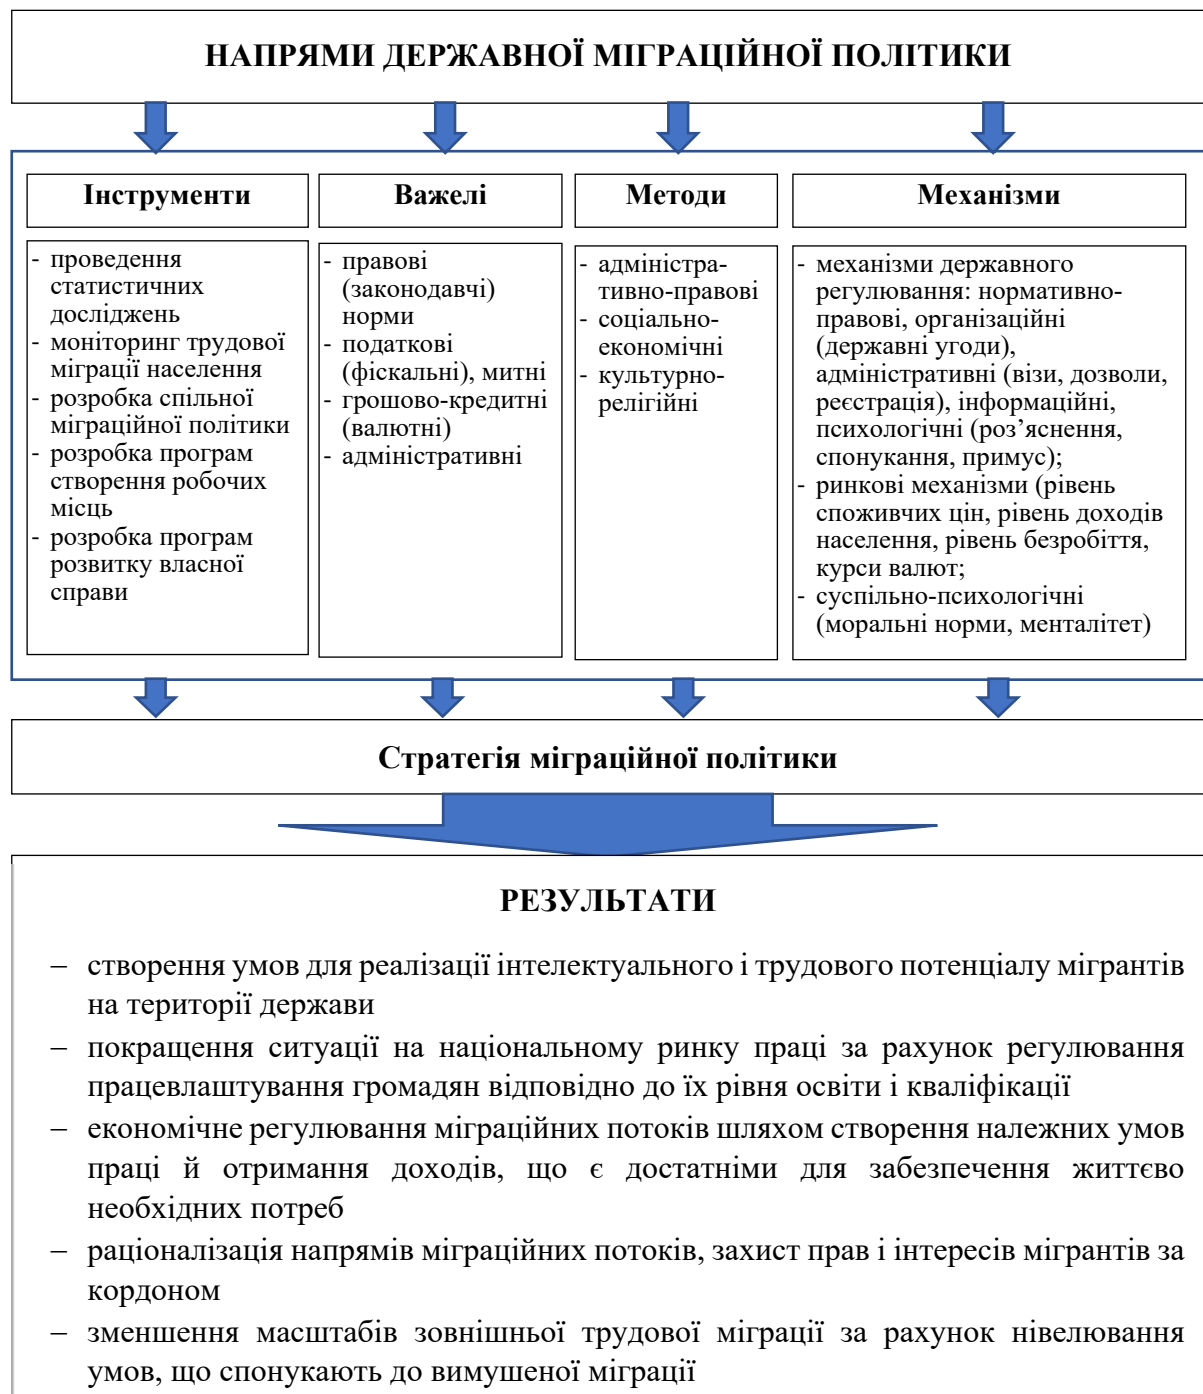 НАПРЯМИ ДЕРЖАВНОЇ МІГРАЦІЙНОЇ ПОЛІТИКИ
Інструменти
- проведення
статистичних
досліджень
- моніторинг трудової
міграції населення
- розробка спільної
міграційної політики
- розробка програм
створення робочих
місць
- розробка програм
розвитку власної
справи
Важелі
- правові
(законодавчі)
норми
- податкові
(фіскальні), митні
- грошово-кредитні
(валютні)
- адміністративні
Методи
- адміністра-
тивно-правові
- соціально-
економічні
- культурно-
релігійні
Механізми
- механізми державного
регулювання: нормативно-
правові, організаційні
(державні угоди),
адміністративні (візи, дозволи,
реєстрація), інформаційні,
психологічні (роз’яснення,
спонукання, примус);
- ринкові механізми (рівень
споживчих цін, рівень доходів
населення, рівень безробіття,
курси валют;
- суспільно-психологічні
(моральні норми, менталітет)
Стратегія міграційної політики
РЕЗУЛЬТАТИ
– створення умов для реалізації інтелектуального і трудового потенціалу мігрантів
на території держави
– покращення ситуації на національному ринку праці за рахунок регулювання
працевлаштування громадян відповідно до їх рівня освіти і кваліфікації
– економічне регулювання міграційних потоків шляхом створення належних умов
праці й отримання доходів, що є достатніми для забезпечення життєво
необхідних потреб
– раціоналізація напрямів міграційних потоків, захист прав і інтересів мігрантів за
кордоном
– зменшення масштабів зовнішньої трудової міграції за рахунок нівелювання
умов, що спонукають до вимушеної міграції